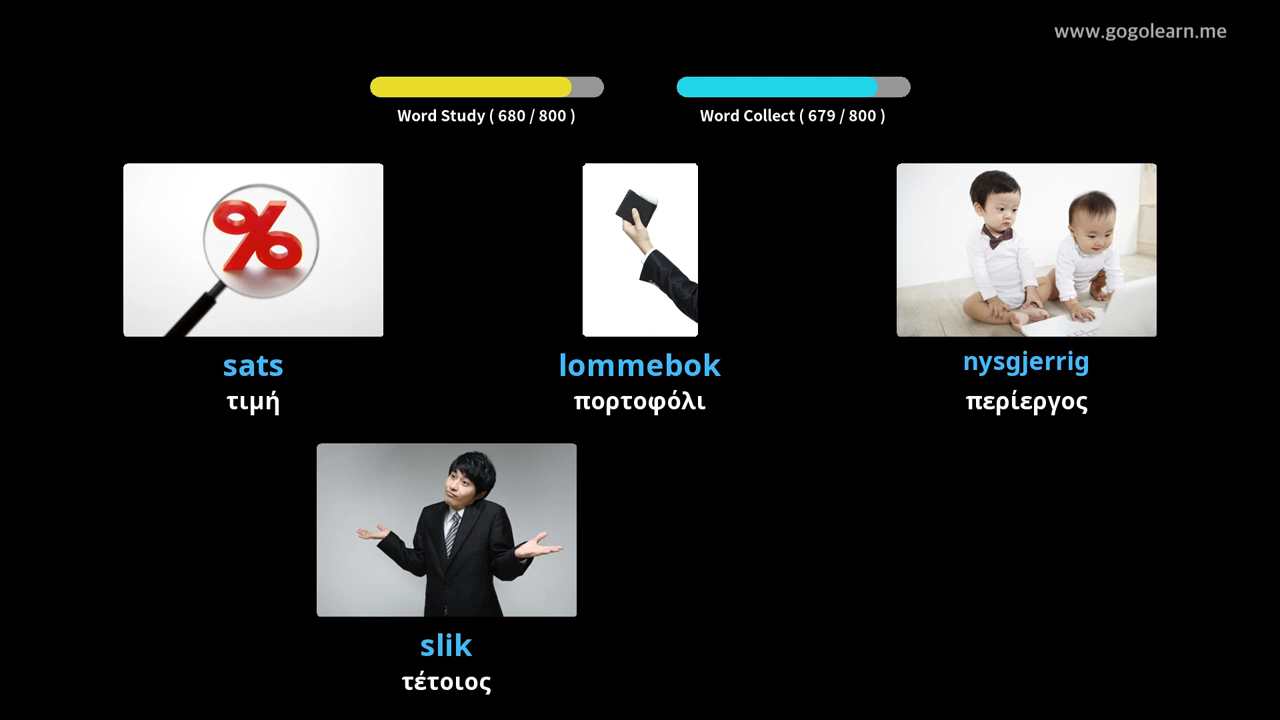 www.gogolearn.me
Word Study ( 680 / 800 )
Word Collect ( 679 / 800 )
%
sats
τιμή
lommebok
πορτοφόλι
nysgjerrig
περίεργος
slik
τέτοιος